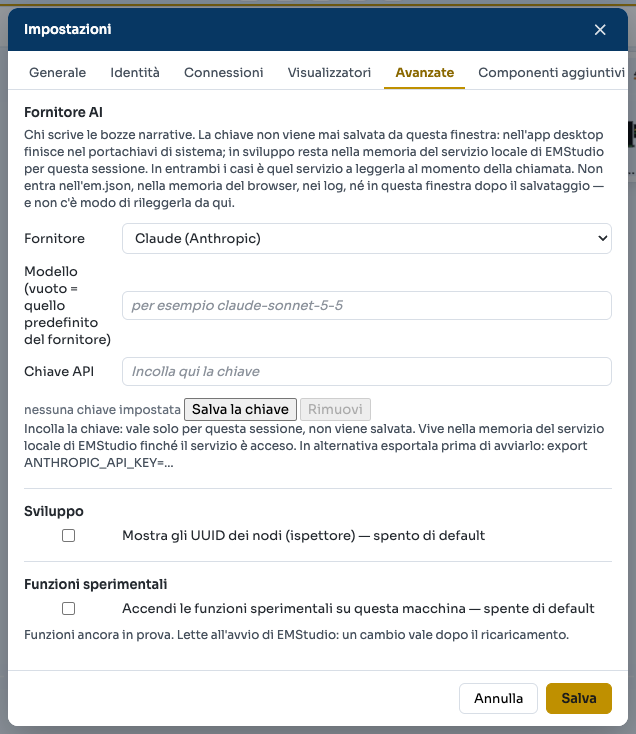 Impostazioni
Generale Identità Connessioni Visualizzatori Avanzate Componenti aggiuntivi
Fornitore AI
Chi scrive le bozze narrative. La chiave non viene mai salvata da questa finestra: nell'app desktop
finisce nel portachiavi di sistema; in sviluppo resta nella memoria del servizio locale di EMStudio
per questa sessione. In entrambi i casi è quel servizio a leggerla al momento della chiamata. Non
entra nell'em.json, nella memoria del browser, nei log, né in questa finestra dopo il salvataggio —
e non c'è modo di rileggerla da qui.
Fornitore
Claude (Anthropic)
Modello
(vuoto =
quello
predefinito
del fornitore)
per esempio claude-sonnet-5-5
Chiave API
Incolla qui la chiave
nessuna chiave impostata Salva la chiave Rimuovi
Incolla la chiave: vale solo per questa sessione, non viene salvata. Vive nella memoria del servizio
locale di EMStudio finché il servizio è acceso. In alternativa esportala prima di avviarlo: export
ANTHROPIC_API_KEY=…
Sviluppo
Mostra gli UUID dei nodi (ispettore) — spento di default
Funzioni sperimentali
Accendi le funzioni sperimentali su questa macchina — spente di default
Funzioni ancora in prova. Lette all'avvio di EMStudio: un cambio vale dopo il ricaricamento.
Annulla Salva